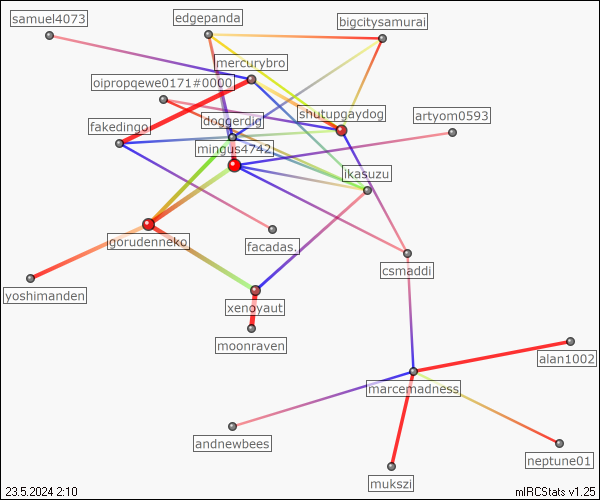 samuel4073
edgepanda
bigcitysamurai
mercurybro
oipropqewe0171#0000
shutupgaydog
artyom0593
fakedingo
doggerdig
mingus4742
ikasuzu
gorudenneko
facadas.
csmaddi
yoshimanden
xenoyaut
moonraven
alan1002
marcemadness
andnewbees
neptune01
mukszi
23.5.2024 2:10
mIRCStats v1.25